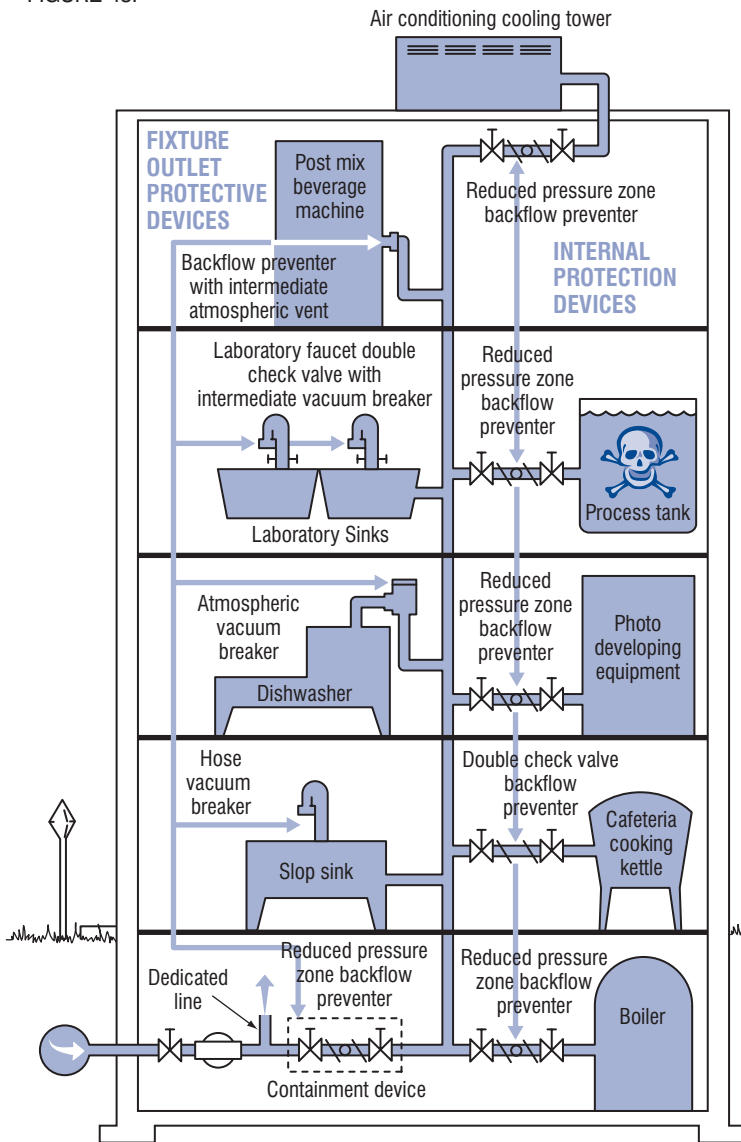 Air conditioning cooling tower
FIXTURE
OUTLET
PROTECTIVE
DEVICES
Post mix
beverage
machine
Reduced pressure zone
backflow preventer
Backflow preventer
with intermediate
atmospheric vent
INTERNAL
PROTECTION
DEVICES
Laboratory faucet double
check valve with
intermediate vacuum breaker
Reduced
pressure zone
backflow
preventer
Process tank
Laboratory Sinks
Atmospheric
vacuum
breaker
Dishwasher
Reduced
pressure zone
backflow
preventer
Photo
developing
equipment
Hose
vacuum
breaker
Slop sink
Double check valve
backflow
preventer
Cafeteria
cooking
kettle
Dedicated
line
Reduced pressure
zone backflow
preventer
Containment device
Reduced pressure
zone backflow
preventer
Boiler